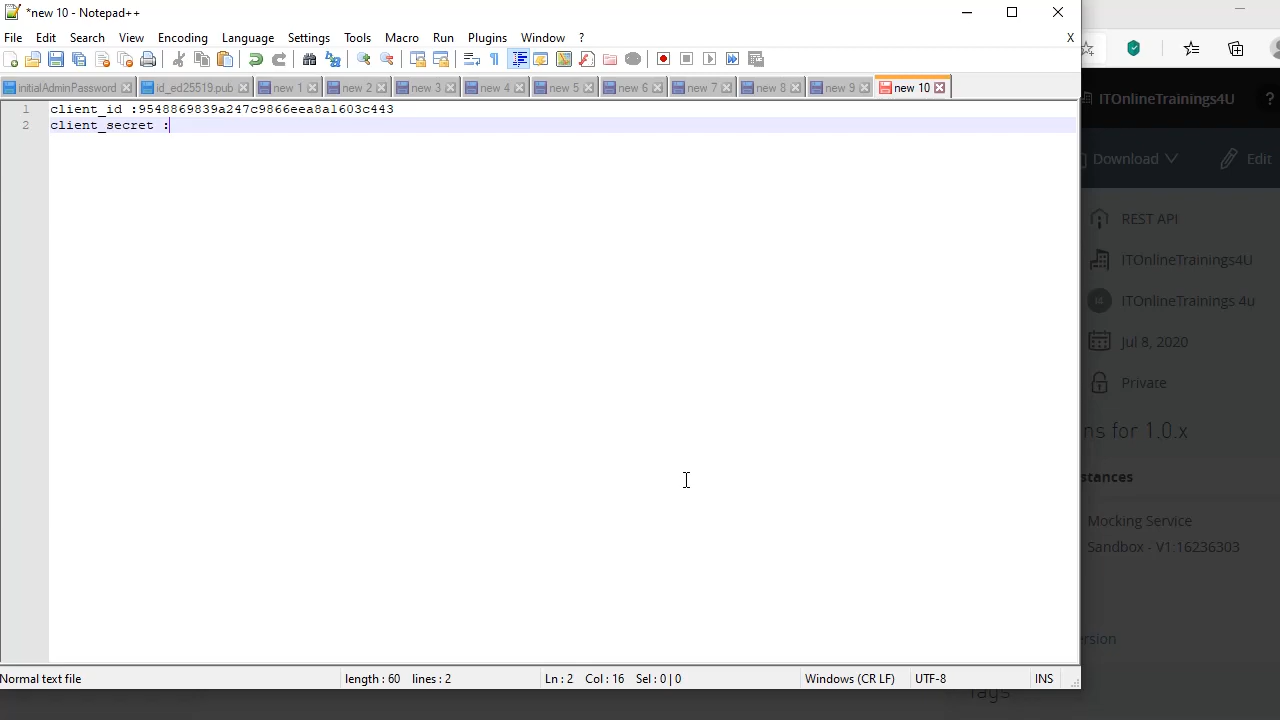 *new 10 - Notepad++
File Edit Search View Encoding Language Settings Tools Macro Run Plugins Window ? X
initialAdminPassword id_ed25519.pub new 1 new 2 new 3 new 4 new 5 new 6 new 7 new 8 new 9 new 10
1 client_id :9548869839a247c9866eea8a1603c443
2 client_secret :
ITOnlineTrainings4U ?
Download Edit
REST API
ITOnlineTrainings4U
ITOnlineTrainings 4u
Jul 8, 2020
Private
ns for 1.0.x
stances
Mocking Service
Sandbox - V1:16236303
ersion
Tags
Normal text file length : 60 lines : 2 Ln : 2 Col : 16 Sel : 0 | 0 Windows (CR LF) UTF-8 INS